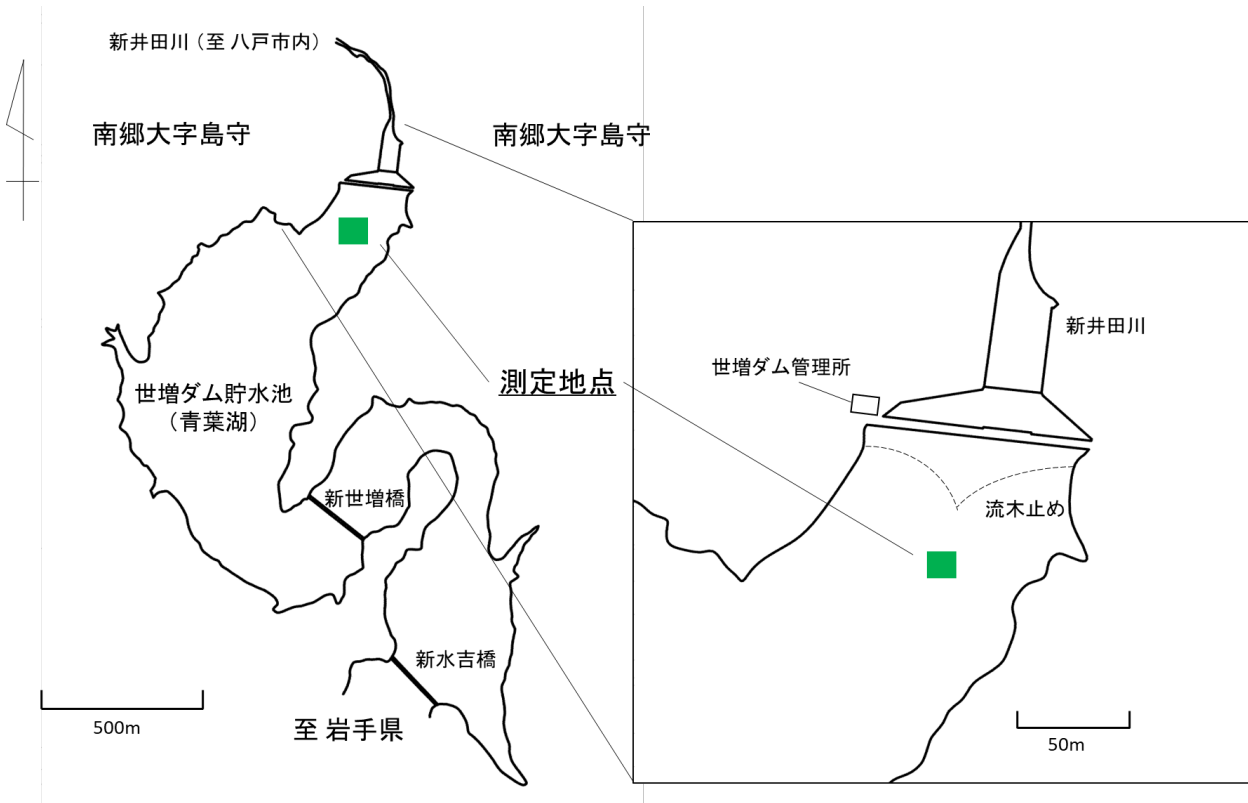 新井田川（至 八戸市内）
南郷大字島守
南郷大字島守
新井田川
世増ダム管理所
測定地点
世増ダム貯水池
（青葉湖）
新世増橋
流木止め
新水吉橋
至 岩手県
500m
50m